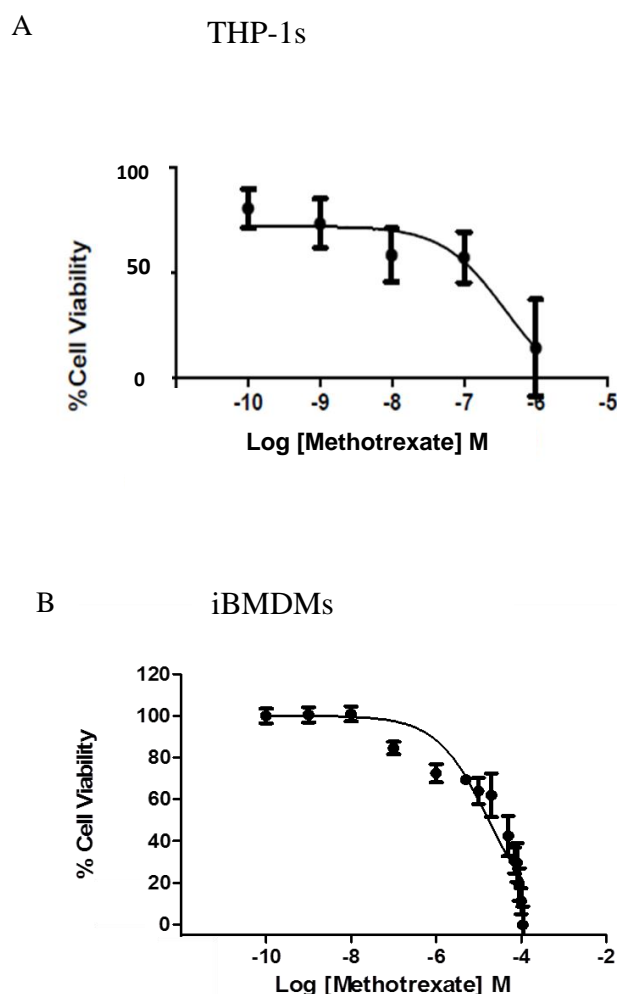 A
THP-1s
100
50
0
%Cell Viability
-10 -9 -8 -7 -6 -5
Log [Methotrexate] M
B
iBMDMs
120
100
80
60
40
20
0
% Cell Viability
-10 -8 -6 -4 -2
Log [Methotrexate] M